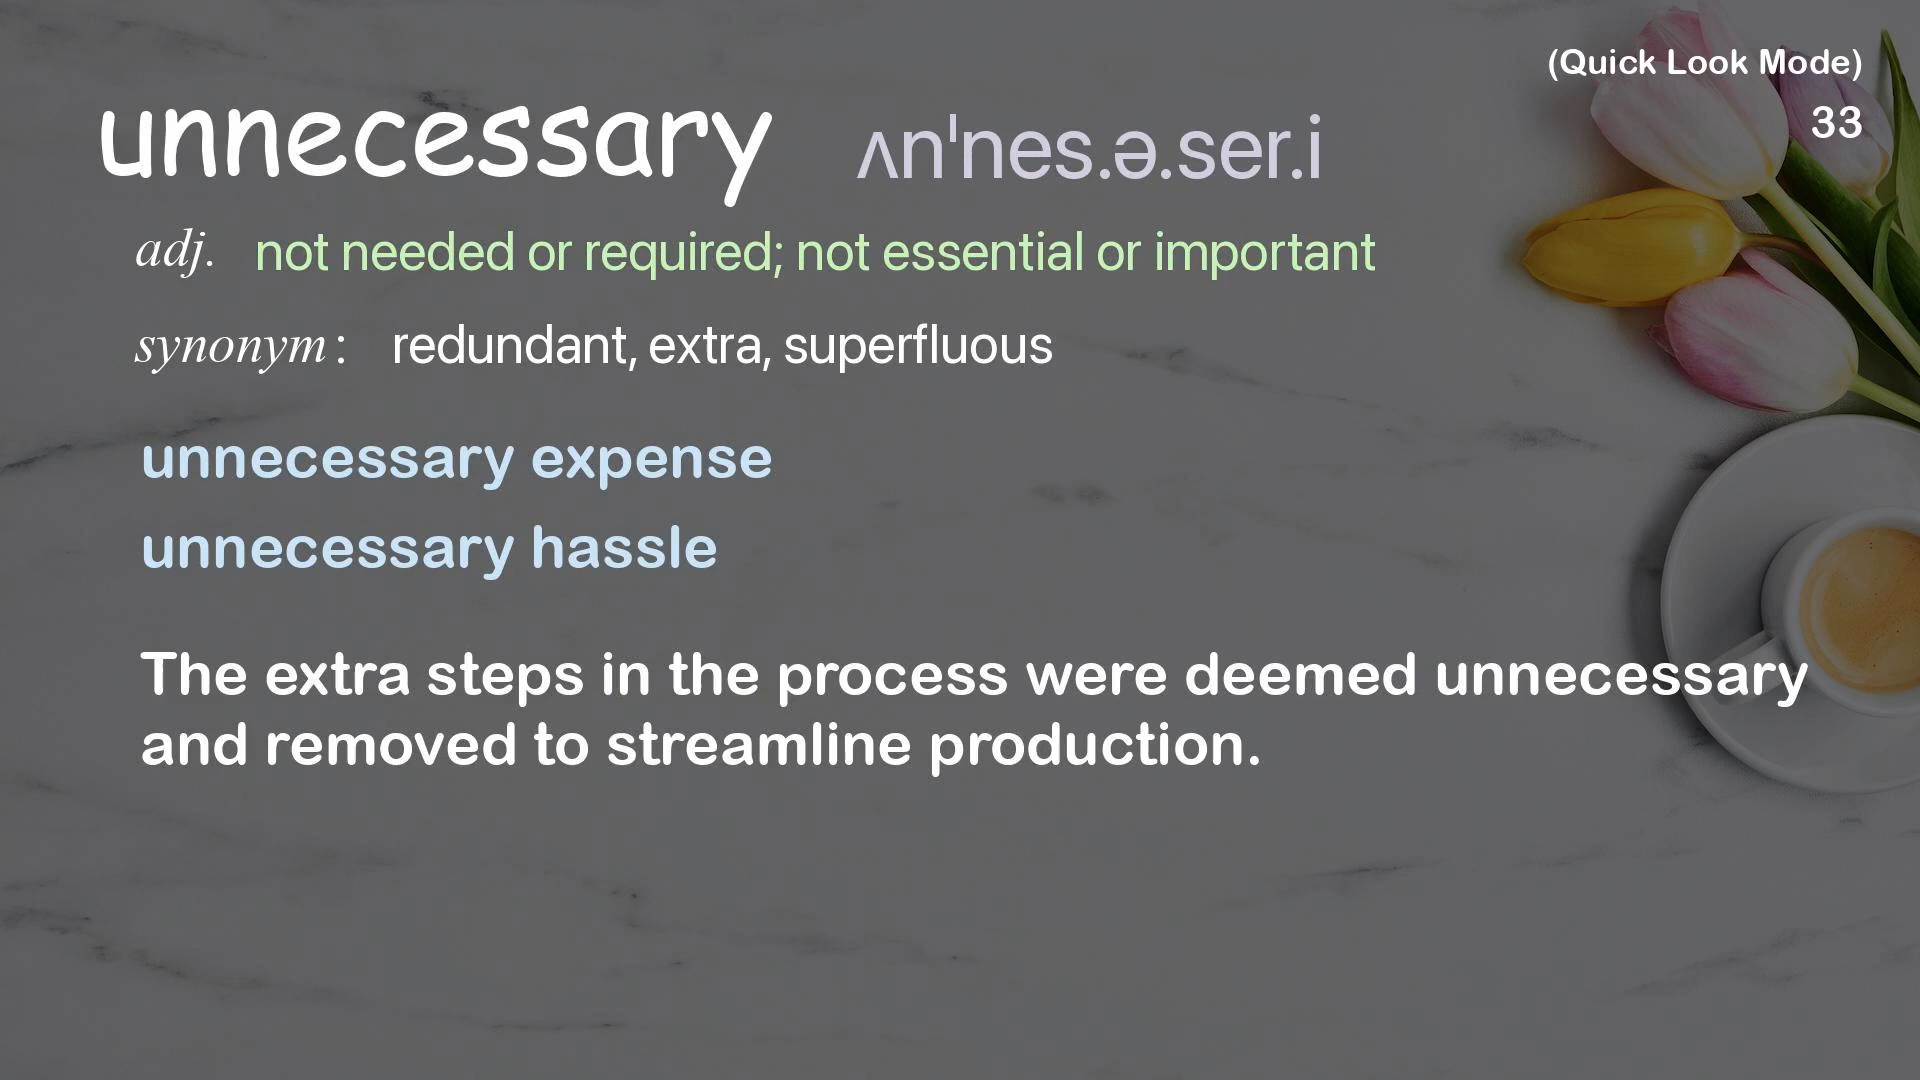 (Quick Look Mode)
33
unnecessary ʌnˈnes.ə.ser.i
adj. not needed or required; not essential or important
synonym: redundant, extra, superfluous
unnecessary expense
unnecessary hassle
The extra steps in the process were deemed unnecessary
and removed to streamline production.